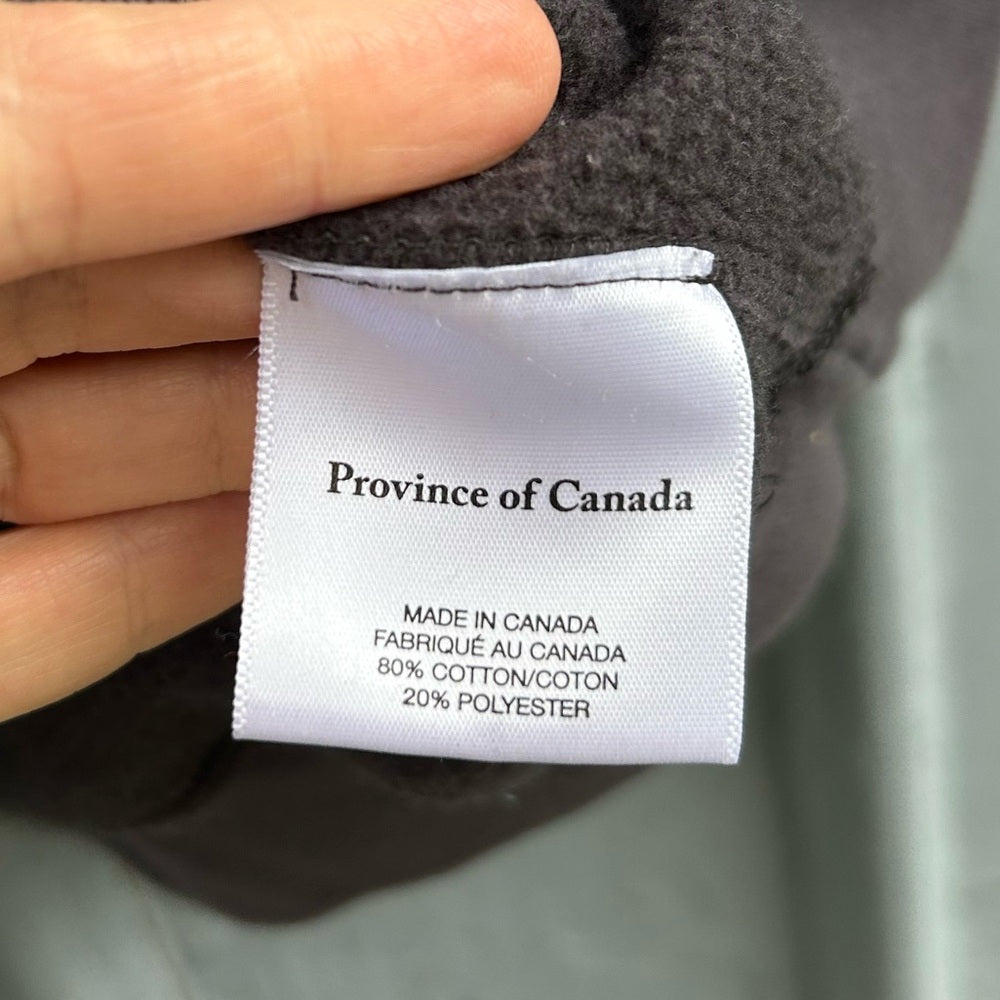 Province of Canada
MADE IN CANADA
FABRIQUÉ AU CANADA
80% COTTON/COTON
20% POLYESTER